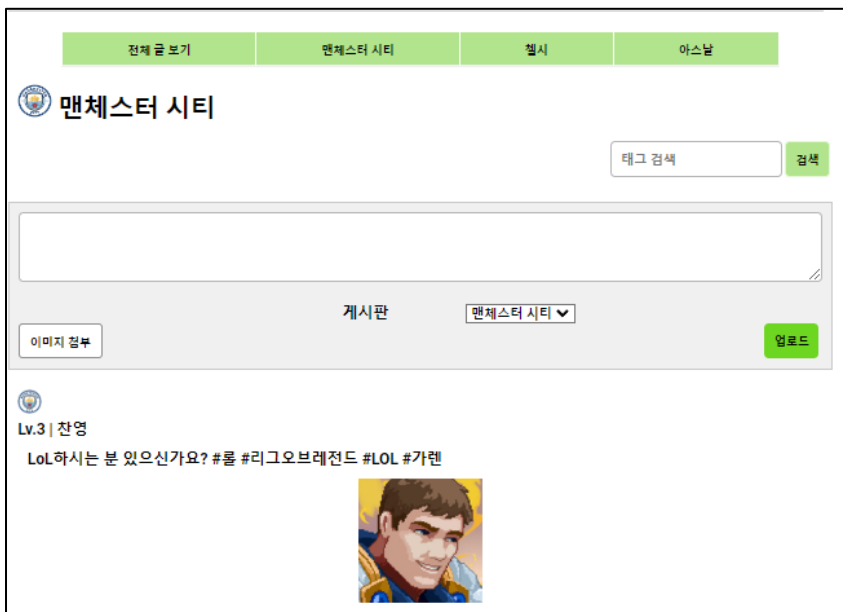 전체 글 보기 맨체스터 시티 첼시 아스날
맨체스터 시티
태그 검색 검색
게시판 맨체스터 시티
이미지 첨부 업로드
Lv.3 | 찬영
LoL하시는 분 있으신가요? #롤 #리그오브레전드 #LOL #가렌